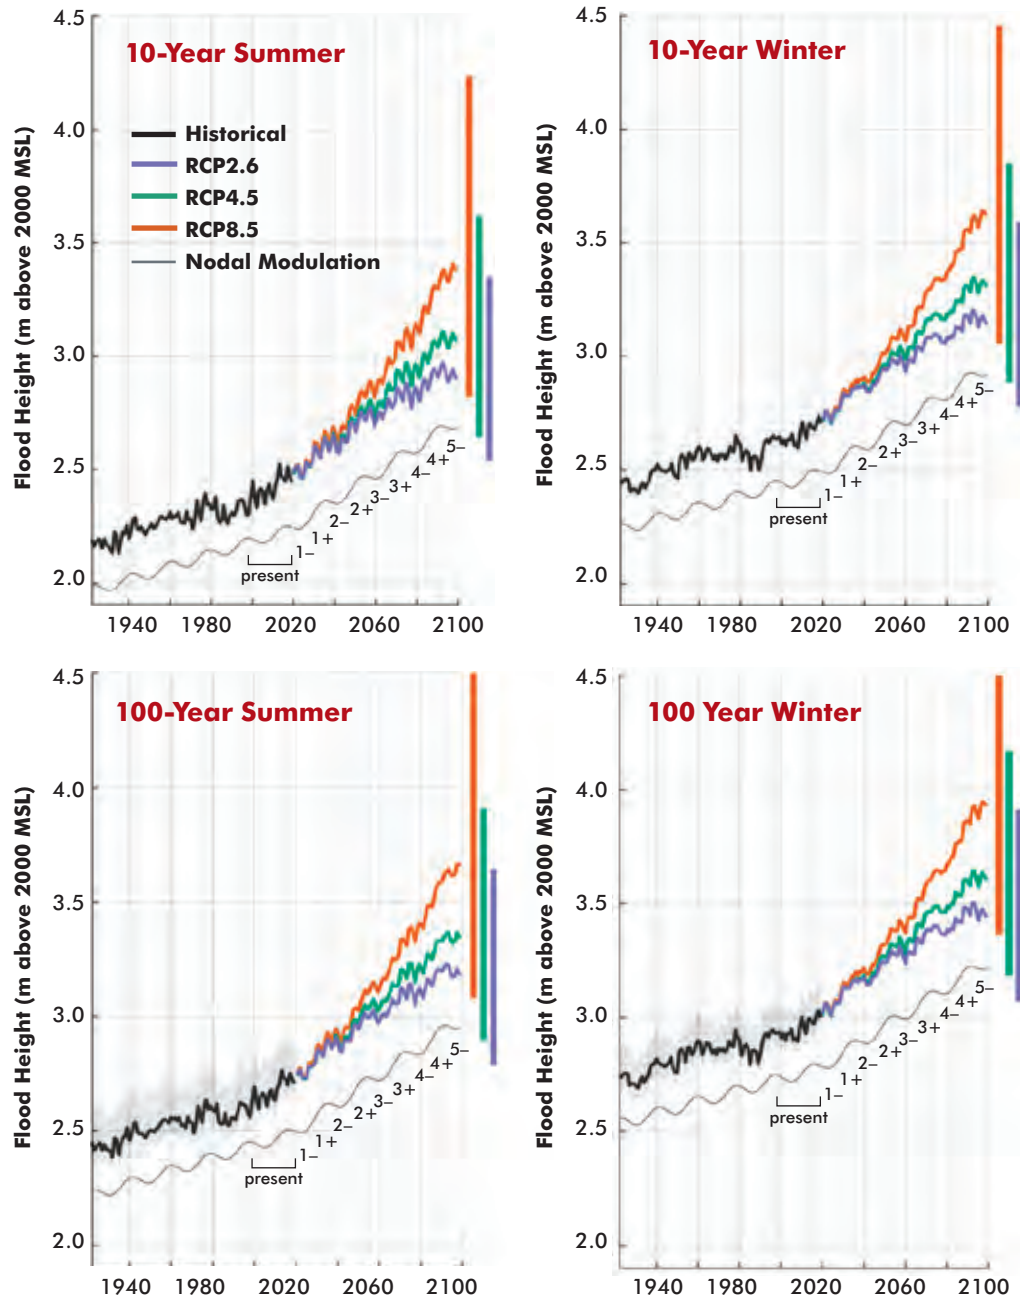 10-Year Summer
Flood Height (m above 2000 MSL)
4.5
4.0
3.5
3.0
2.5
2.0
Historical
RCP2.6
RCP4.5
RCP8.5
Nodal Modulation
present
1– 1+ 2– 2+ 3– 3+ 4– 4+ 5–
1940 1980 2020 2060 2100
10-Year Winter
Flood Height (m above 2000 MSL)
4.5
4.0
3.5
3.0
2.5
2.0
present
1– 1+ 2– 2+ 3– 3+ 4– 4+ 5–
1940 1980 2020 2060 2100
100-Year Summer
Flood Height (m above 2000 MSL)
4.5
4.0
3.5
3.0
2.5
2.0
present
1– 1+ 2– 2+ 3– 3+ 4– 4+ 5–
1940 1980 2020 2060 2100
100 Year Winter
Flood Height (m above 2000 MSL)
4.5
4.0
3.5
3.0
2.5
2.0
present
1– 1+ 2– 2+ 3– 3+ 4– 4+ 5–
1940 1980 2020 2060 2100